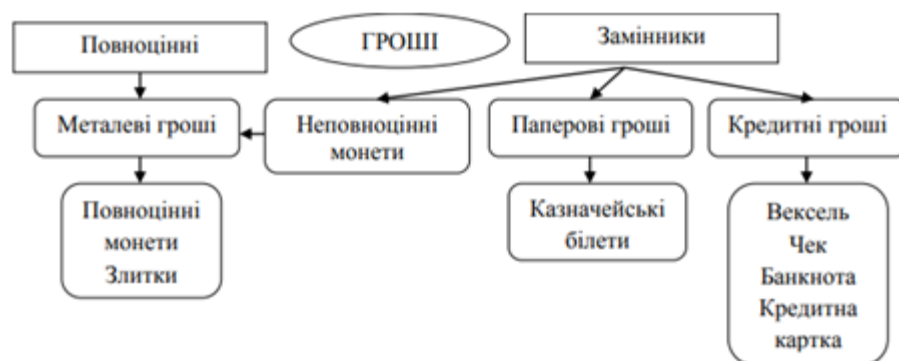 Повноцінні
ГРОШІ
Замінники
Металеві гроші
Неповноцінні
монети
Паперові гроші
Кредитні гроші
Повноцінні
монети
Злитки
Казначейські
білети
Вексель
Чек
Банкнота
Кредитна
картка